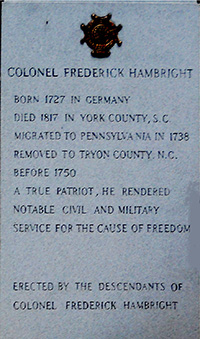 COLONEL FREDERICK HAMBRIGHT
BORN 1727 IN GERMANY
DIED 1817 IN YORK COUNTY, S.C.
MIGRATED TO PENNSYLVANIA IN 1738
REMOVED TO TRYON COUNTY, N.C.
BEFORE 1750
A TRUE PATRIOT, HE RENDERED
NOTABLE CIVIL AND MILITARY
SERVICE FOR THE CAUSE OF FREEDOM
ERECTED BY THE DESCENDANTS OF
COLONEL FREDERICK HAMBRIGHT